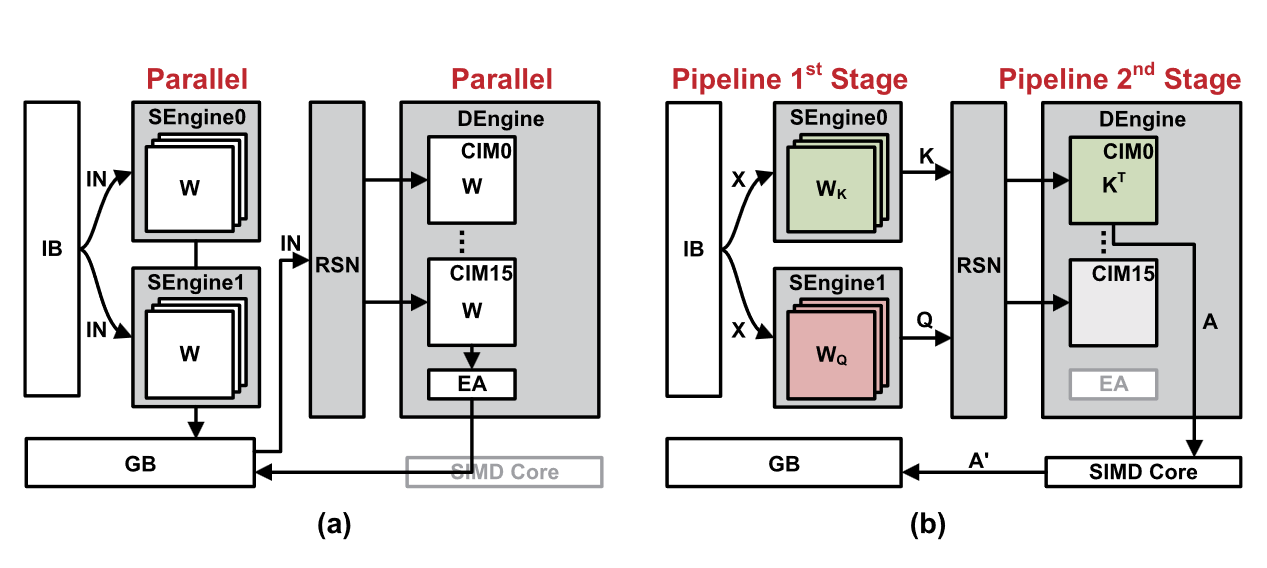 Parallel
Parallel
SEngine0
DEngine
CIM0
IN
W
W
IB
IN
RSN
SEngine1
CIM15
IN
W
W
EA
GB
SIMD Core
(a)
Pipeline 1st Stage
Pipeline 2nd Stage
SEngine0
DEngine
CIM0
K
X
WK
KT
IB
RSN
SEngine1
CIM15
X
Q
A
WQ
EA
GB
A'
SIMD Core
(b)